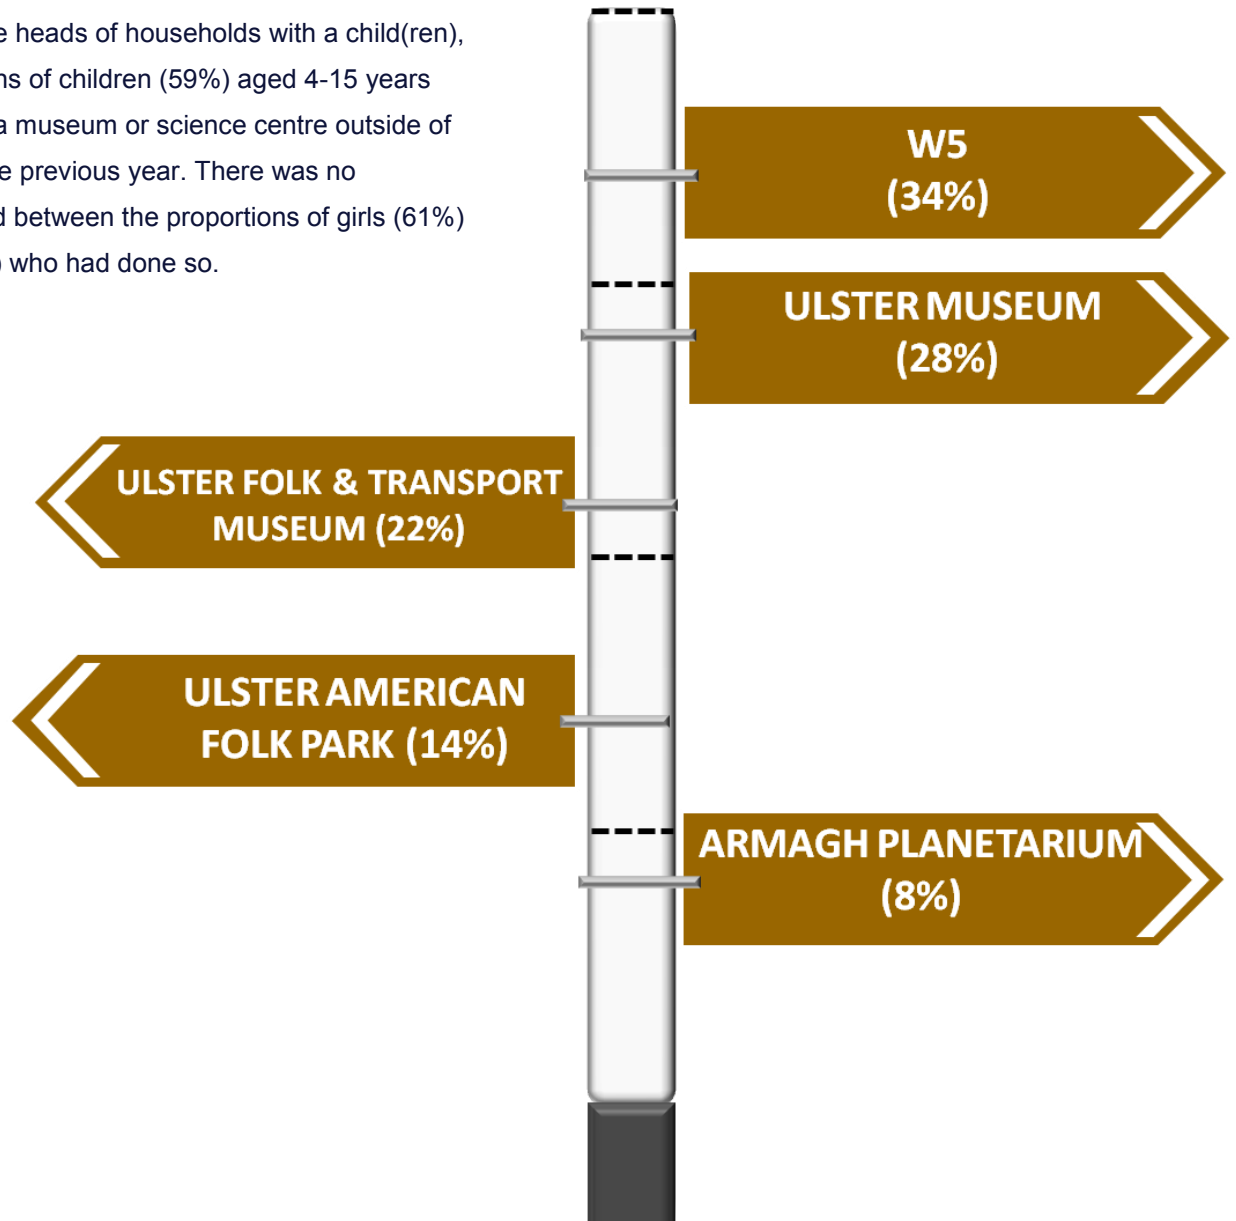 heads of households with a child(ren),
of children (59%) aged 4-15 years
a museum or science centre outside of
previous year. There was no
between the proportions of girls (61%)
who had done so.
W5
(34%)
ULSTER MUSEUM
(28%)
ULSTER FOLK & TRANSPORT
MUSEUM (22%)
ULSTER AMERICAN
FOLK PARK (14%)
ARMAGH PLANETARIUM
(8%)